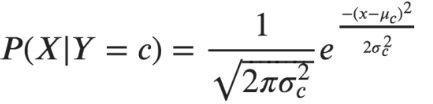 P(X|Y = c) = \frac{1}{\sqrt{2\pi\sigma_c^2}} e^{\frac{-(x-\mu_c)^2}{2\sigma_c^2}}